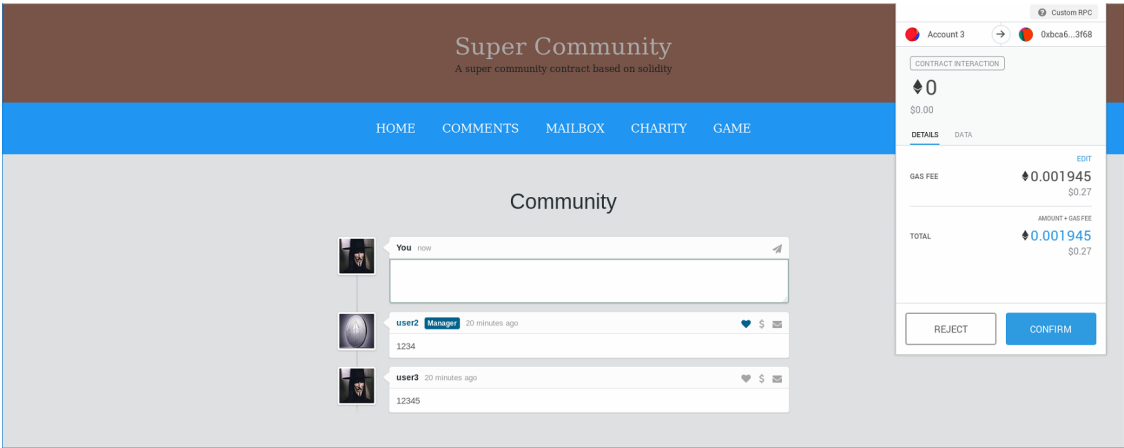 Super Community
A super community contract based on solidity
HOME COMMENTS MAILBOX CHARITY GAME
Community
You now
user2 Manager 20 minutes ago
$
1234
user3 20 minutes ago
$
12345
Custom RPC
Account 3
0xbca6...3f68
CONTRACT INTERACTION
0
$0.00
DETAILS DATA
EDIT
GAS FEE
0.001945
$0.27
AMOUNT + GAS FEE
TOTAL
0.001945
$0.27
REJECT CONFIRM